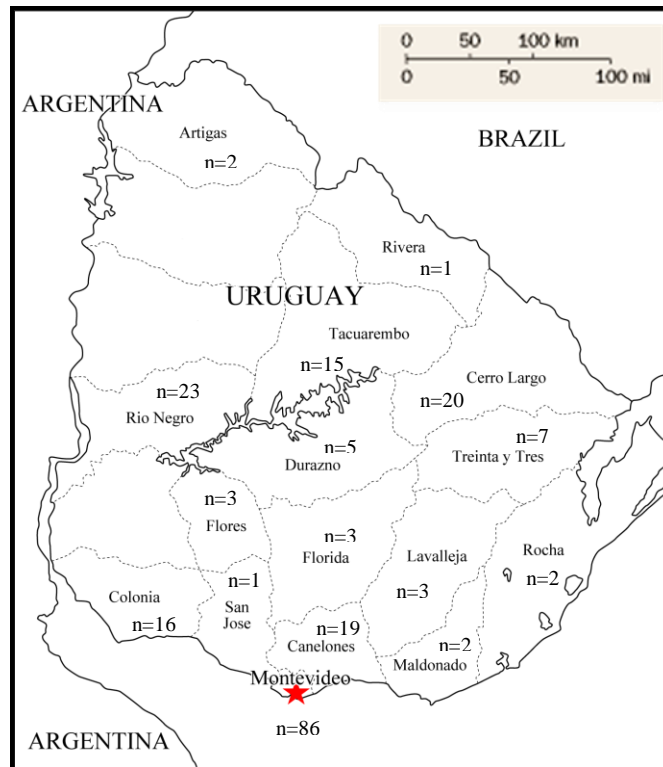 0 50 100 km
0 50 100 mi
ARGENTINA
BRAZIL
Artigas
n=2
Rivera
n=1
URUGUAY
Tacuarembo
n=15
Cerro Largo
n=20
n=23
Rio Negro
n=7
Treinta y Tres
n=5
Durazno
n=3
Flores
n=3
Florida
Lavalleja
n=3
Rocha
n=2
n=1
San
Jose
Colonia
n=16
n=19
Canelones
n=2
Maldonado
Montevideo
n=86
ARGENTINA